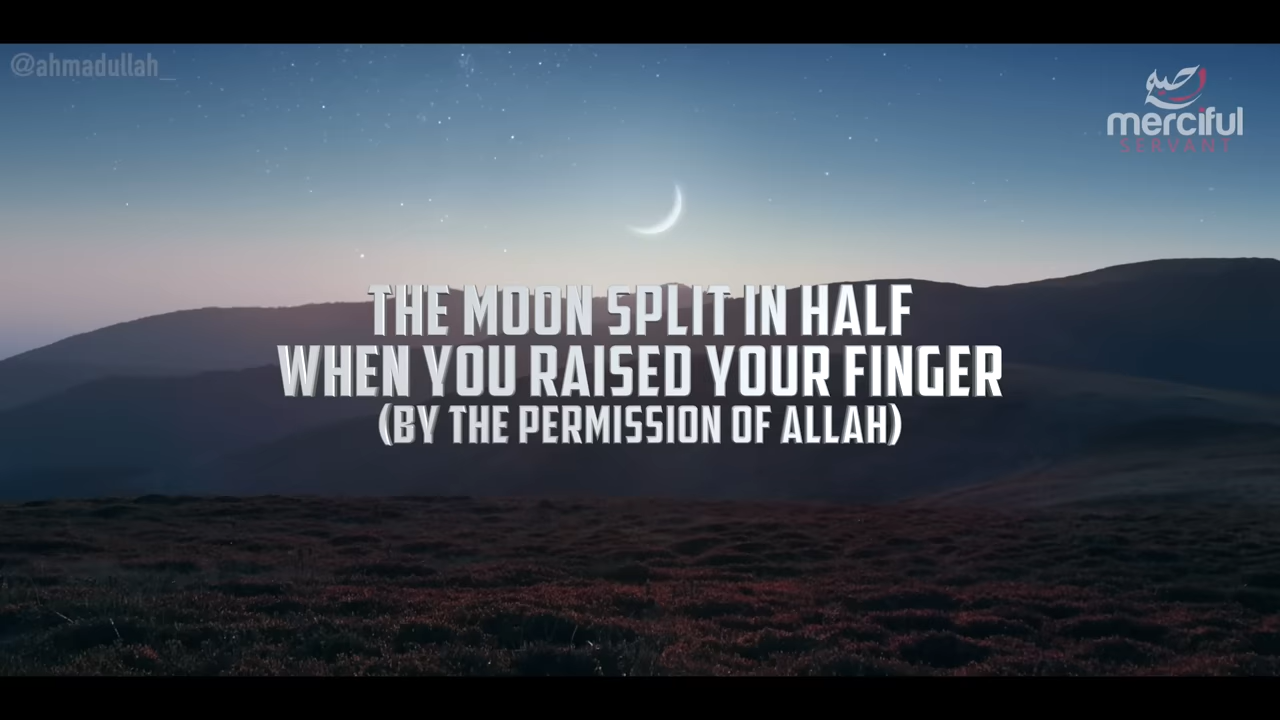 @ahmadullah_
merciful
SERVANT
THE MOON SPLIT IN HALF
WHEN YOU RAISED YOUR FINGER
(BY THE PERMISSION OF ALLAH)